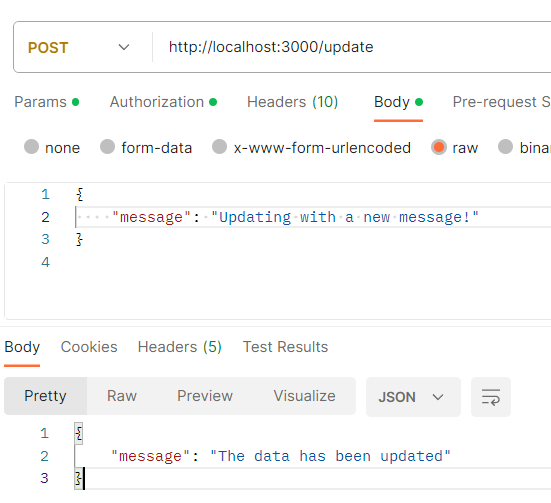 POST http://localhost:3000/update
Params Authorization Headers (10) Body Pre-request S
none form-data x-www-form-urlencoded raw binar
1 {
2 "message": "Updating with a new message!"
3 }
4
Body Cookies Headers (5) Test Results
Pretty Raw Preview Visualize JSON
1 {
2 "message": "The data has been updated"
3 }